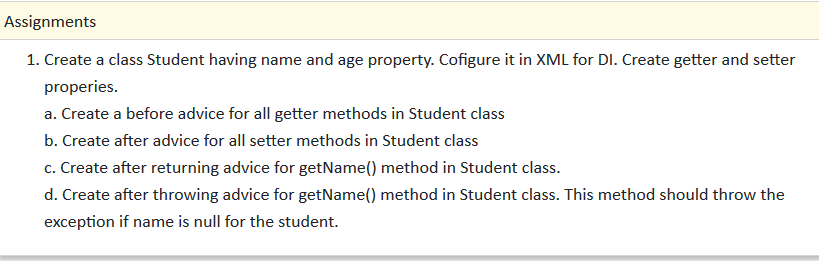 Assignments
1. Create a class Student having name and age property. Cofigure it in XML for DI. Create getter and setter
properies.
a. Create a before advice for all getter methods in Student class
b. Create after advice for all setter methods in Student class
c. Create after returning advice for getName() method in Student class.
d. Create after throwing advice for getName() method in Student class. This method should throw the
exception if name is null for the student.